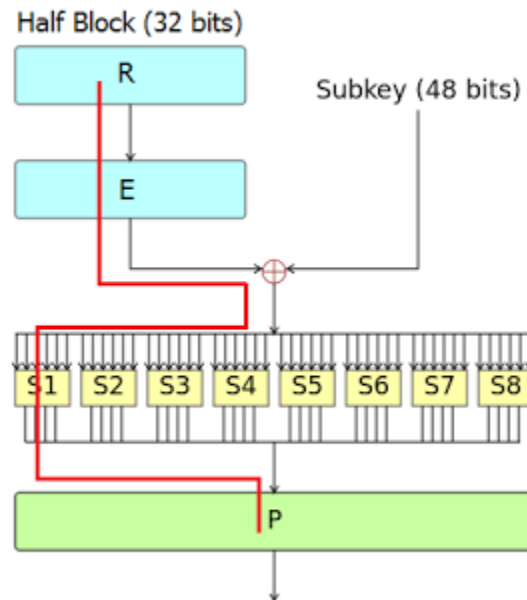 Half Block (32 bits)
R
Subkey (48 bits)
E
S1 S2 S3 S4 S5 S6 S7 S8
P